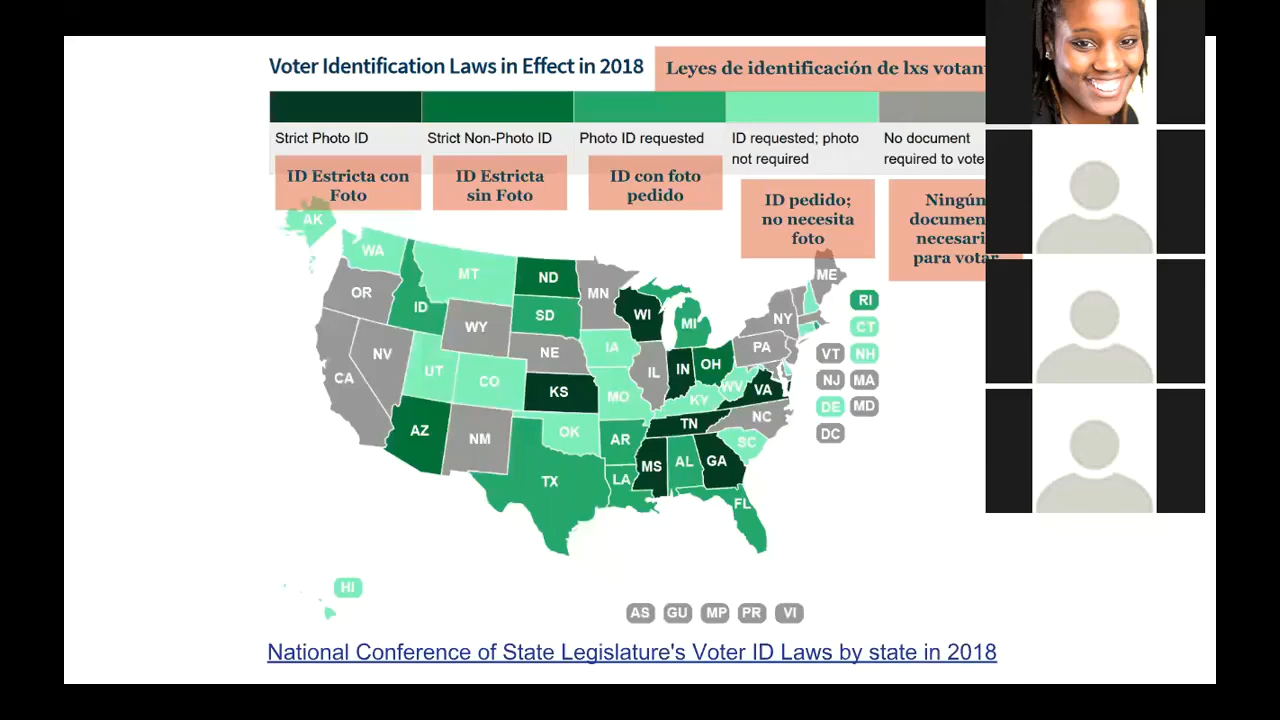 Voter Identification Laws in Effect in 2018
Leyes de identificación de lxs
Strict Photo ID
Strict Non-Photo ID
Photo ID requested
ID requested; photo
not required
No document
required to vote
ID Estricta con
Foto
ID Estricta
sin Foto
ID con foto
pedido
ID pedido;
no necesita
foto
Ningún
documen
necesari
para votar
AK
WA
MT
ND
MN
ME
OR
ID
SD
WI
MI
NY
RI
WY
CT
NV
NE
IA
PA
VT
NH
CA
UT
CO
KS
MO
IL
IN
OH
WV
KY
VA
NJ
MA
DE
MD
AZ
NM
OK
AR
TN
NC
SC
DC
TX
LA
MS
AL
GA
FL
HI
AS
GU
MP
PR
VI
National Conference of State Legislature's Voter ID Laws by state in 2018